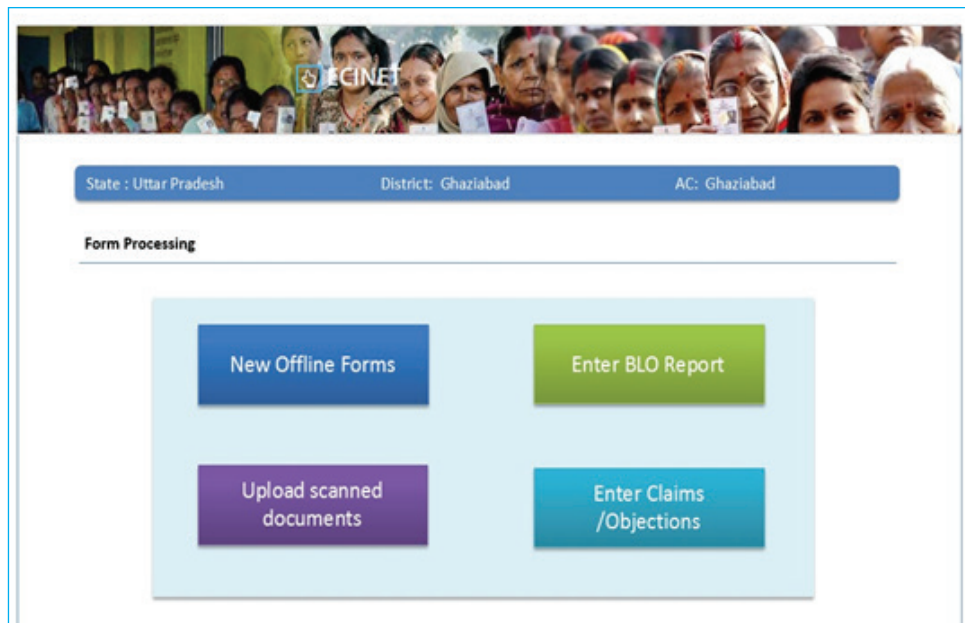 ECINET
State : Uttar Pradesh District: Ghaziabad AC: Ghaziabad
Form Processing
New Offline Forms Enter BLO Report
Upload scanned
documents
Enter Claims
/Objections